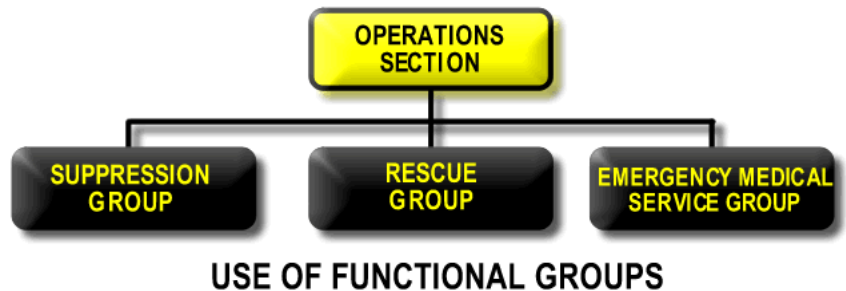 OPERATIONS
SECTION
SUPPRESSION
GROUP
RESCUE
GROUP
EMERGENCY MEDICAL
SERVICE GROUP
USE OF FUNCTIONAL GROUPS